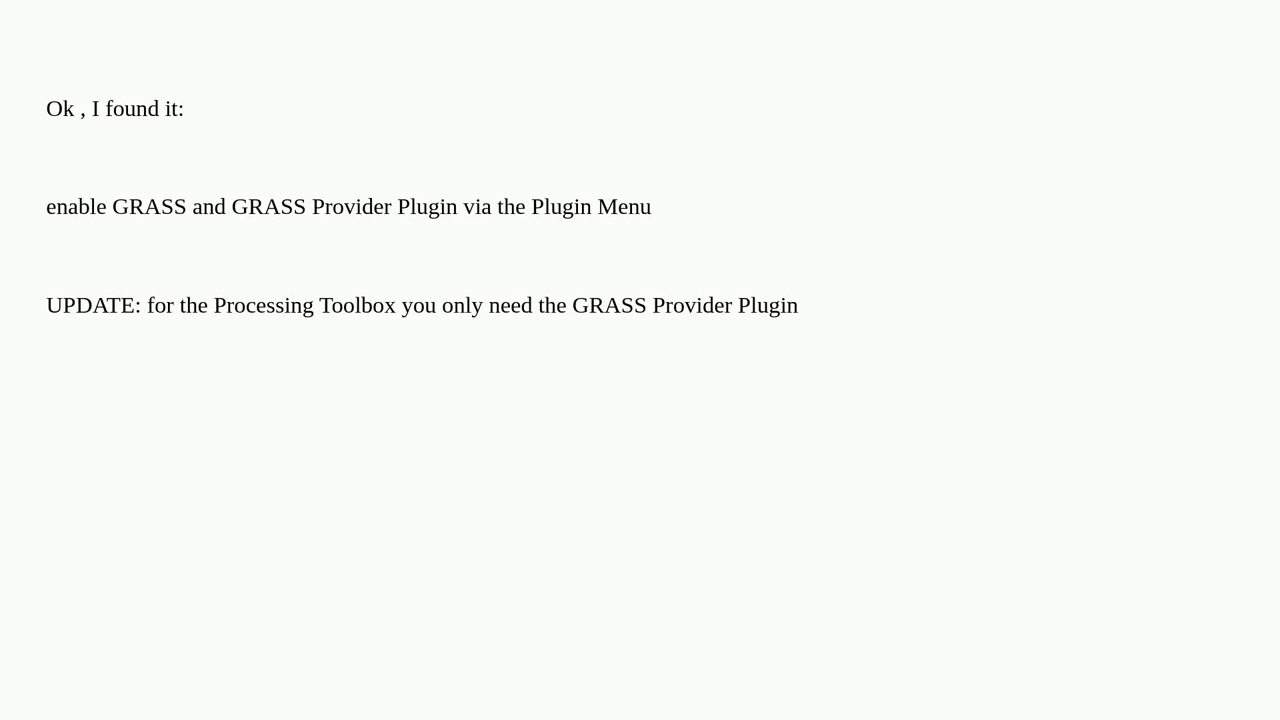 Ok , I found it:
enable GRASS and GRASS Provider Plugin via the Plugin Menu
UPDATE: for the Processing Toolbox you only need the GRASS Provider Plugin